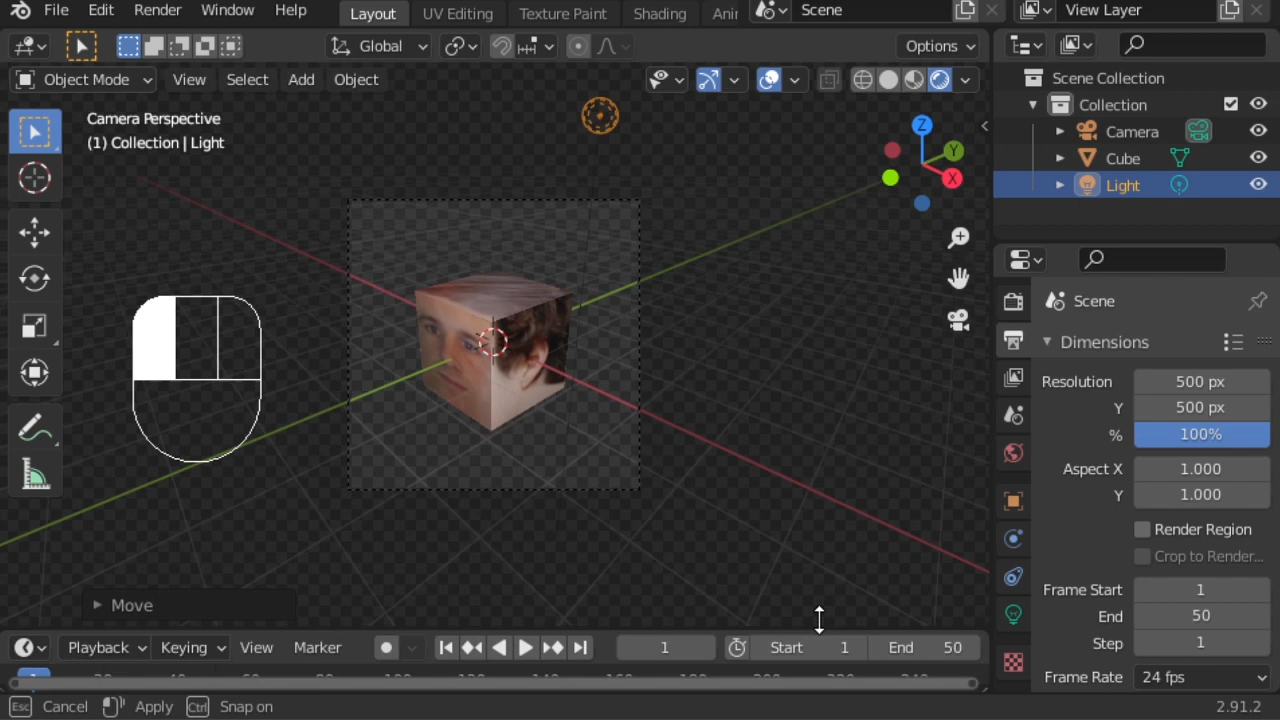 File Edit Render Window Help Layout UV Editing Texture Paint Shading Ani Scene View Layer
Global Options
Object Mode View Select Add Object
Scene Collection
Camera Perspective
(1) Collection | Light
Collection
Camera
Cube
Light
Z
Y
X
Scene
Dimensions
Resolution 500 px
Y 500 px
% 100%
Aspect X 1.000
Y 1.000
Render Region
Crop to Render...
Frame Start 1
End 50
Step 1
Frame Rate 24 fps
Move
Playback Keying View Marker 1 Start 1 End 50
Esc Cancel Apply Ctrl Snap on 2.91.2